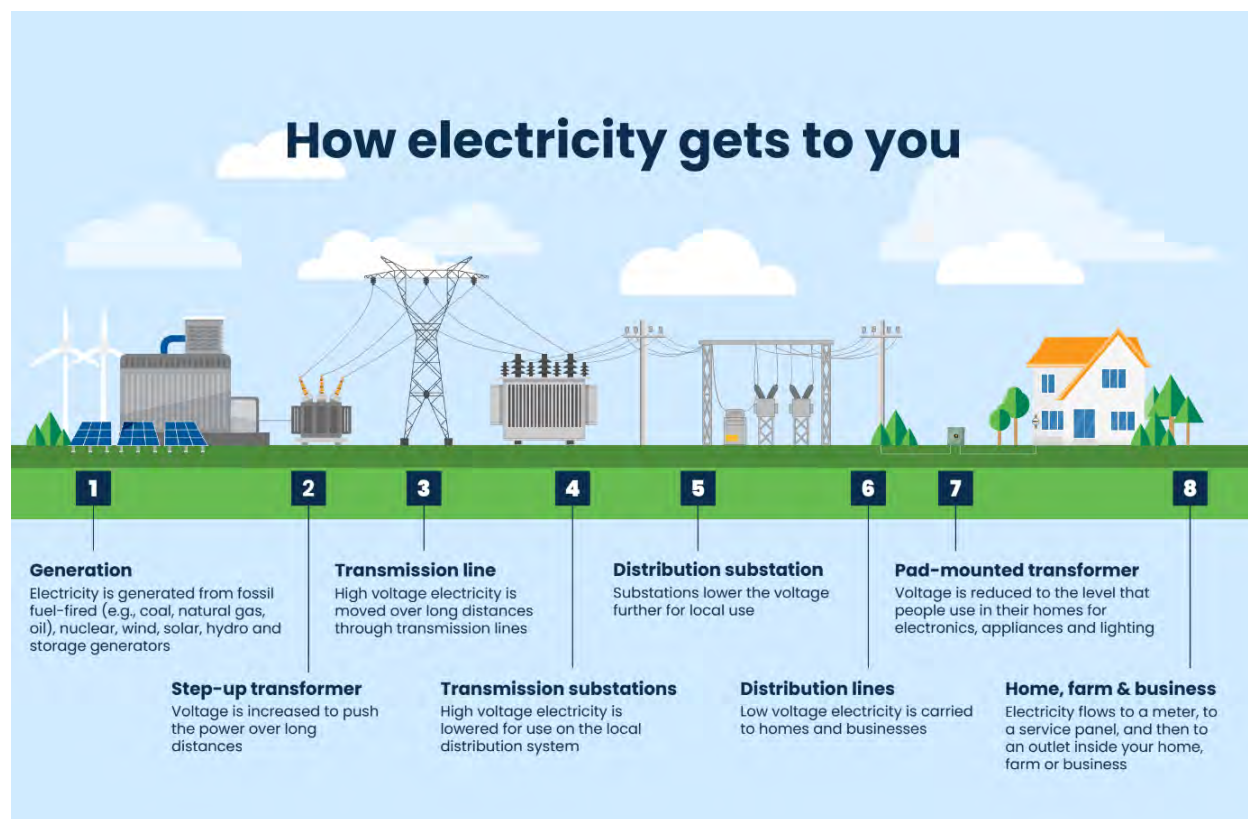 How electricity gets to you
1
2
3
4
5
6
7
8
Generation
Electricity is generated from fossil
fuel-fired (e.g., coal, natural gas,
oil), nuclear, wind, solar, hydro and
storage generators
Step-up transformer
Voltage is increased to push
the power over long
distances
Transmission line
High voltage electricity is
moved over long distances
through transmission lines
Transmission substations
High voltage electricity is
lowered for use on the local
distribution system
Distribution substation
Substations lower the voltage
further for local use
Distribution lines
Low voltage electricity is carried
to homes and businesses
Pad-mounted transformer
Voltage is reduced to the level that
people use in their homes for
electronics, appliances and lighting
Home, farm & business
Electricity flows to a meter, to
a service panel, and then to
an outlet inside your home,
farm or business